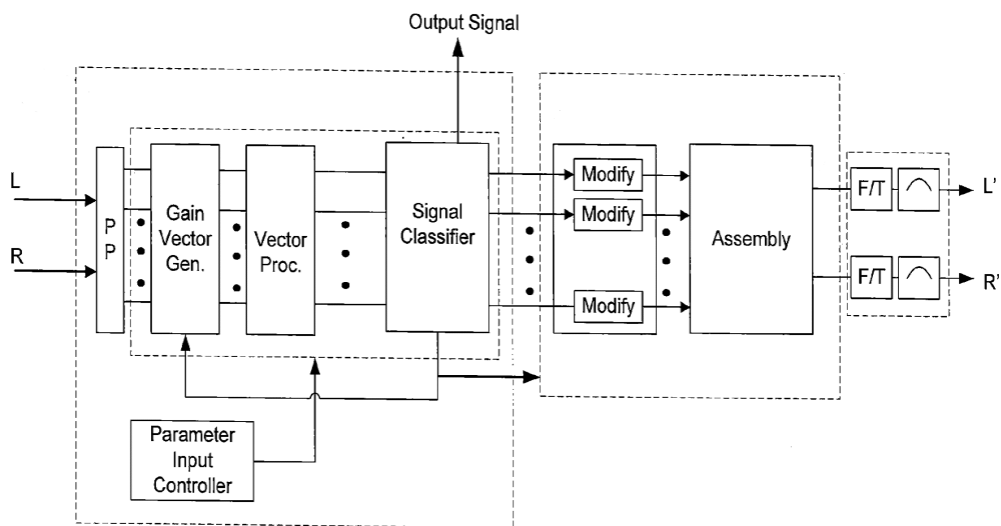 Output Signal
L
R
P
P
Gain
Vector
Gen.
Vector
Proc.
Signal
Classifier
Modify
Modify
Modify
Assembly
F/T
L'
F/T
R'
Parameter
Input
Controller